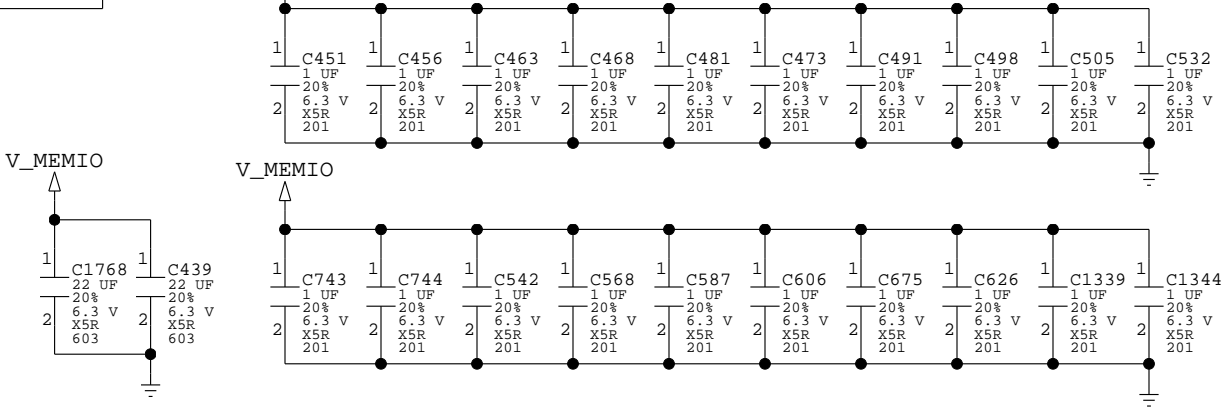 1 C451 1 C456 1 C463 1 C468 1 C481 1 C473 1 C491 1 C498 1 C505 1 C532
1 UF 1 UF 1 UF 1 UF 1 UF 1 UF 1 UF 1 UF 1 UF 1 UF
20% 20% 20% 20% 20% 20% 20% 20% 20% 20%
2 6.3 V 2 6.3 V 2 6.3 V 2 6.3 V 2 6.3 V 2 6.3 V 2 6.3 V 2 6.3 V 2 6.3 V 2 6.3 V
X5R X5R X5R X5R X5R X5R X5R X5R X5R X5R
201 201 201 201 201 201 201 201 201 201
V_MEMIO
1 C1768 1 C439
22 UF 22 UF
20% 20%
2 6.3 V 2 6.3 V
X5R X5R
603 603
V_MEMIO
1 C743 1 C744 1 C542 1 C568 1 C587 1 C606 1 C675 1 C626 1 C1339 1 C1344
1 UF 1 UF 1 UF 1 UF 1 UF 1 UF 1 UF 1 UF 1 UF 1 UF
20% 20% 20% 20% 20% 20% 20% 20% 20% 20%
2 6.3 V 2 6.3 V 2 6.3 V 2 6.3 V 2 6.3 V 2 6.3 V 2 6.3 V 2 6.3 V 2 6.3 V 2 6.3 V
X5R X5R X5R X5R X5R X5R X5R X5R X5R X5R
201 201 201 201 201 201 201 201 201 201